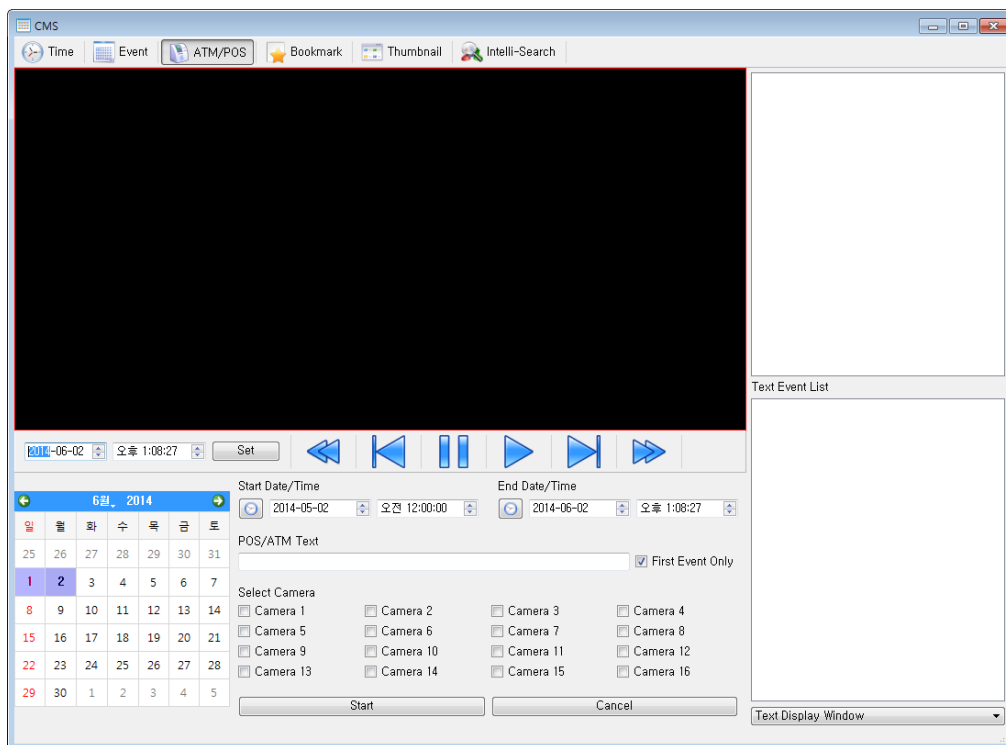 CMS
Time Event ATM/POS Bookmark Thumbnail Intelli-Search
Text Event List
2014-06-02 오후 1:08:27 Set
Start Date/Time End Date/Time
2014-05-02 오전 12:00:00 2014-06-02 오후 1:08:27
POS/ATM Text
First Event Only
6월, 2014
일 월 화 수 목 금 토
25 26 27 28 29 30 31
1 2 3 4 5 6 7
8 9 10 11 12 13 14
15 16 17 18 19 20 21
22 23 24 25 26 27 28
29 30 1 2 3 4 5
Select Camera
Camera 1 Camera 2 Camera 3 Camera 4
Camera 5 Camera 6 Camera 7 Camera 8
Camera 9 Camera 10 Camera 11 Camera 12
Camera 13 Camera 14 Camera 15 Camera 16
Start Cancel
Text Display Window